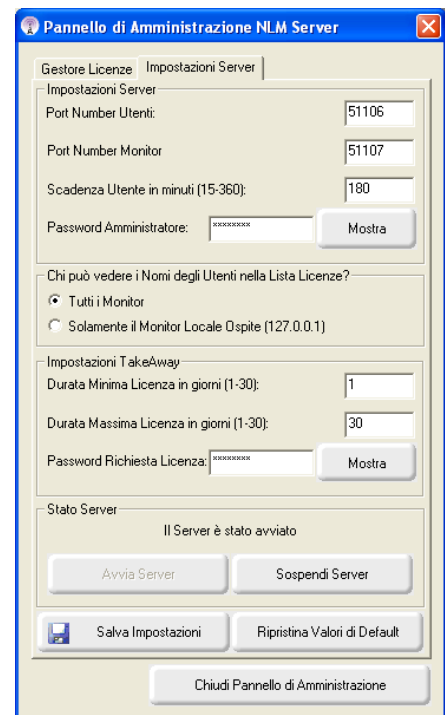 Pannello di Amministrazione NLM Server
Gestore Licenze
Impostazioni Server
Impostazioni Server
Port Number Utenti:
51106
Port Number Monitor
51107
Scadenza Utente in minuti (15-360):
180
Password Amministratore:
xxxxxxxx
Mostra
Chi può vedere i Nomi degli Utenti nella Lista Licenze?
Tutti i Monitor
Solamente il Monitor Locale Ospite (127.0.0.1)
Impostazioni TakeAway
Durata Minima Licenza in giorni (1-30):
1
Durata Massima Licenza in giorni (1-30):
30
Password Richiesta Licenza:
xxxxxxxx
Mostra
Stato Server
Il Server è stato avviato
Avvia Server
Sospendi Server
Salva Impostazioni
Ripristina Valori di Default
Chiudi Pannello di Amministrazione